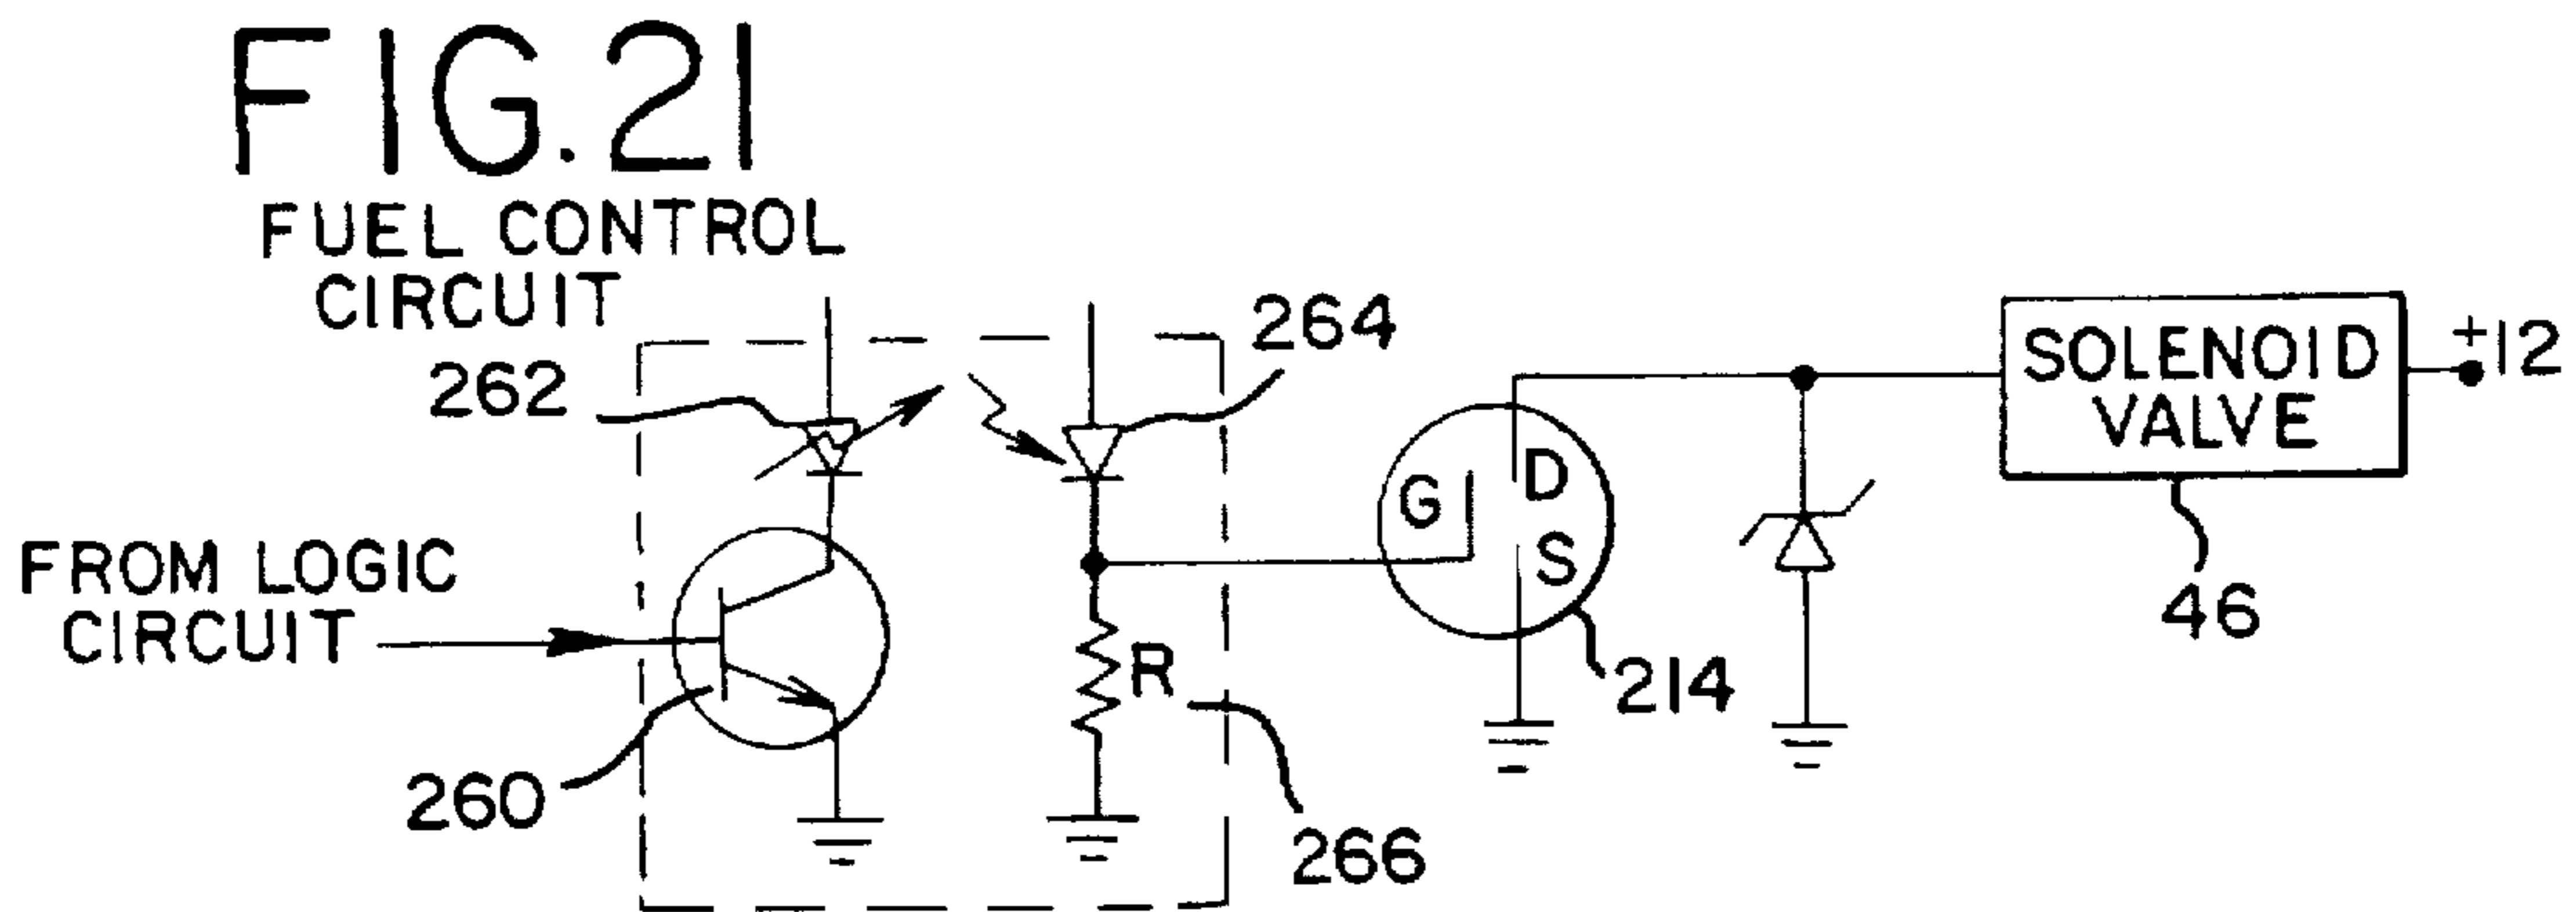 FIG.21
FUEL CONTROL
CIRCUIT
262
264
SOLENOID
VALVE
+12
G
D
S
FROM LOGIC
CIRCUIT
R
214
46
260
266